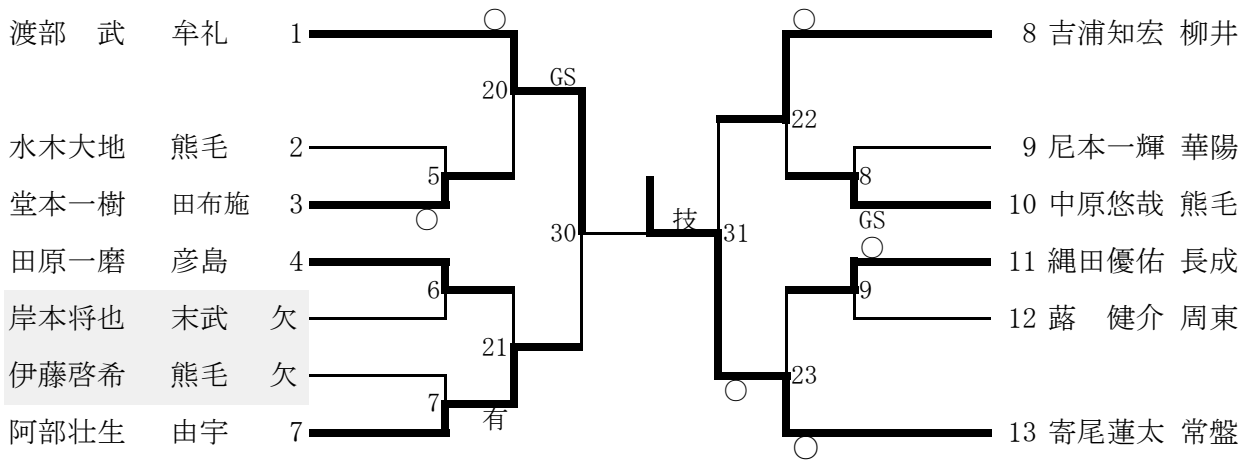 渡部　武　牟礼　1
水木大地　熊毛　2
堂本一樹　田布施　3
田原一磨　彦島　4
岸本将也　末武　欠
伊藤啓希　熊毛　欠
阿部壮生　由宇　7
○
20
GS
5
○
6
21
7
有
30
技
31
○
22
8
GS
○
9
23
○
○
8 吉浦知宏 柳井
9 尼本一輝 華陽
10 中原悠哉 熊毛
11 縄田優佑 長成
12 蕗　健介 周東
13 寄尾蓮太 常盤